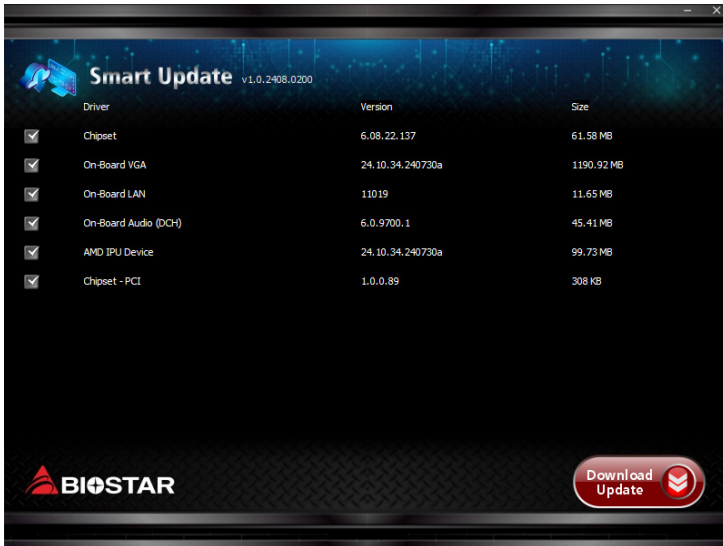 Smart Update v1.0.2408.0200
Driver Version Size
Chipset 6.08.22.137 61.58 MB
On-Board VGA 24.10.34.240730a 1190.92 MB
On-Board LAN 11019 11.65 MB
On-Board Audio (DCH) 6.0.9700.1 45.41 MB
AMD IPU Device 24.10.34.240730a 99.73 MB
Chipset - PCI 1.0.0.89 308 KB
BIOSTAR
Download
Update